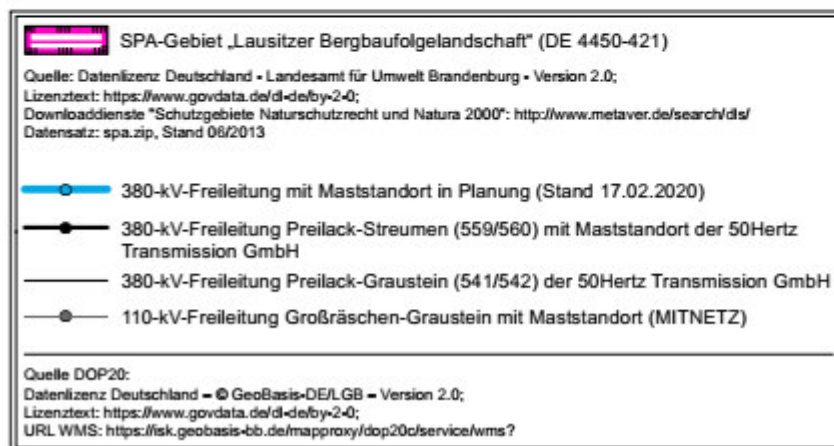 SPA-Gebiet „Lausitzer Bergbaufolgelandschaft“ (DE 4450-421)
Quelle: Datenlizenz Deutschland - Landesamt für Umwelt Brandenburg - Version 2.0;
Lizenztext: https://www.govdata.de/dl-de/by-2-0;
Downloaddienste "Schutzgebiete Naturschutzrecht und Natura 2000": http://www.metaver.de/search/dls/
Datensatz: spa.zip, Stand 06/2013
380-kV-Freileitung mit Maststandort in Planung (Stand 17.02.2020)
380-kV-Freileitung Preilack-Streumen (559/560) mit Maststandort der 50Hertz
Transmission GmbH
380-kV-Freileitung Preilack-Graustein (541/542) der 50Hertz Transmission GmbH
110-kV-Freileitung Großräschen-Graustein mit Maststandort (MITNETZ)
Quelle DOP20:
Datenlizenz Deutschland – © GeoBasis-DE/LGB – Version 2.0;
Lizenztext: https://www.govdata.de/dl-de/by-2-0;
URL WMS: https://isk.geobasis-bb.de/mapproxy/dop20c/service/wms?